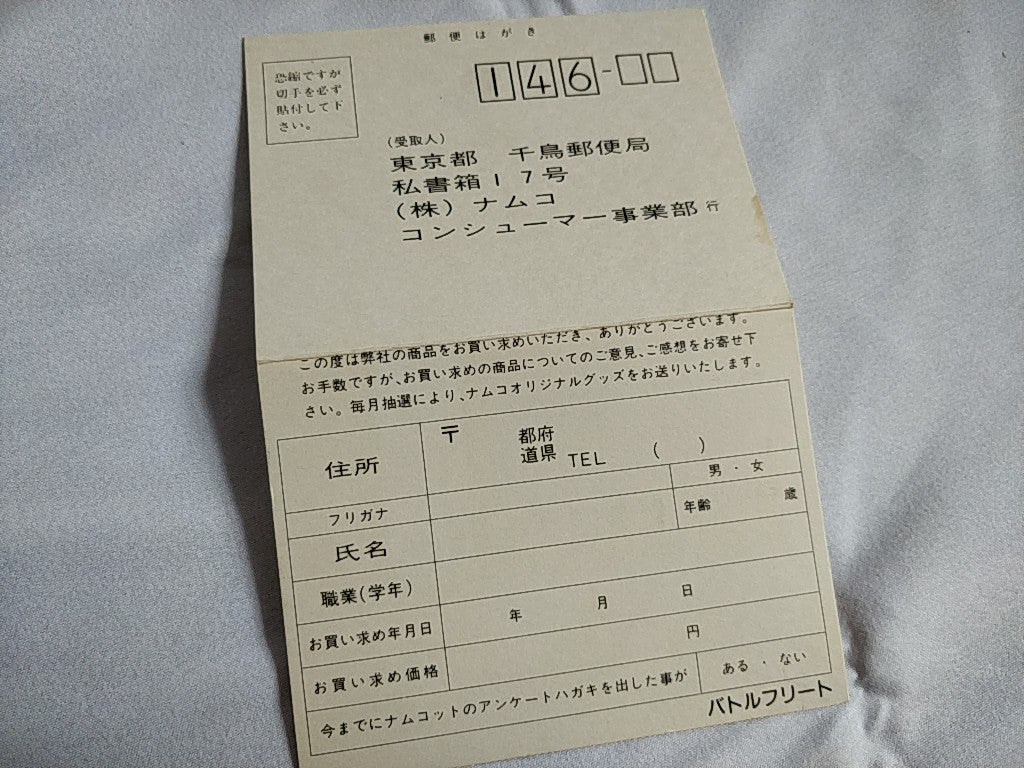 郵便はがき
恐縮ですが
切手を必ず
貼付して下
さい。
146-□□
(受取人)
東京都　千鳥郵便局
私書箱17号
(株)ナムコ
コンシューマー事業部 行
この度は弊社の商品をお買い求めいただき、ありがとうございます。
お手数ですが、お買い求めの商品についてのご意見、ご感想をお寄せ下
さい。毎月抽選により、ナムコオリジナルグッズをお送りいたします。
住所
〒　都府
道県　TEL　(　)
フリガナ
男・女
氏名
年齢　歳
職業(学年)
お買い求め年月日
年　月　日
お買い求め価格
円
今までにナムコットのアンケートハガキを出した事が
ある・ない
バトルフリート